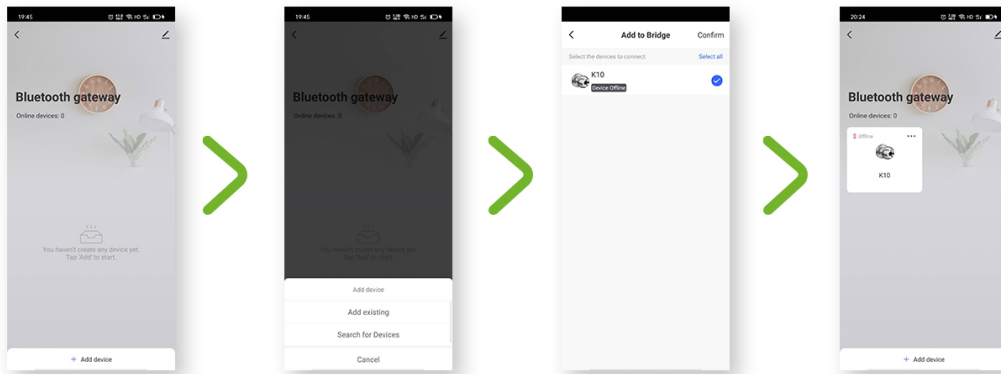 19:45
Bluetooth gateway
Online devices: 0
You haven't create any device yet.
Tap 'Add' to start.
+ Add device
19:45
Bluetooth gateway
Online devices: 0
You haven't create any device yet.
Tap 'Add' to start.
Add device
Add existing
Search for Devices
Cancel
Add to Bridge
Confirm
Select the devices to connect
Select all
K10
Device Offline
20:24
Bluetooth gateway
Online devices: 0
Offline
K10
+ Add device